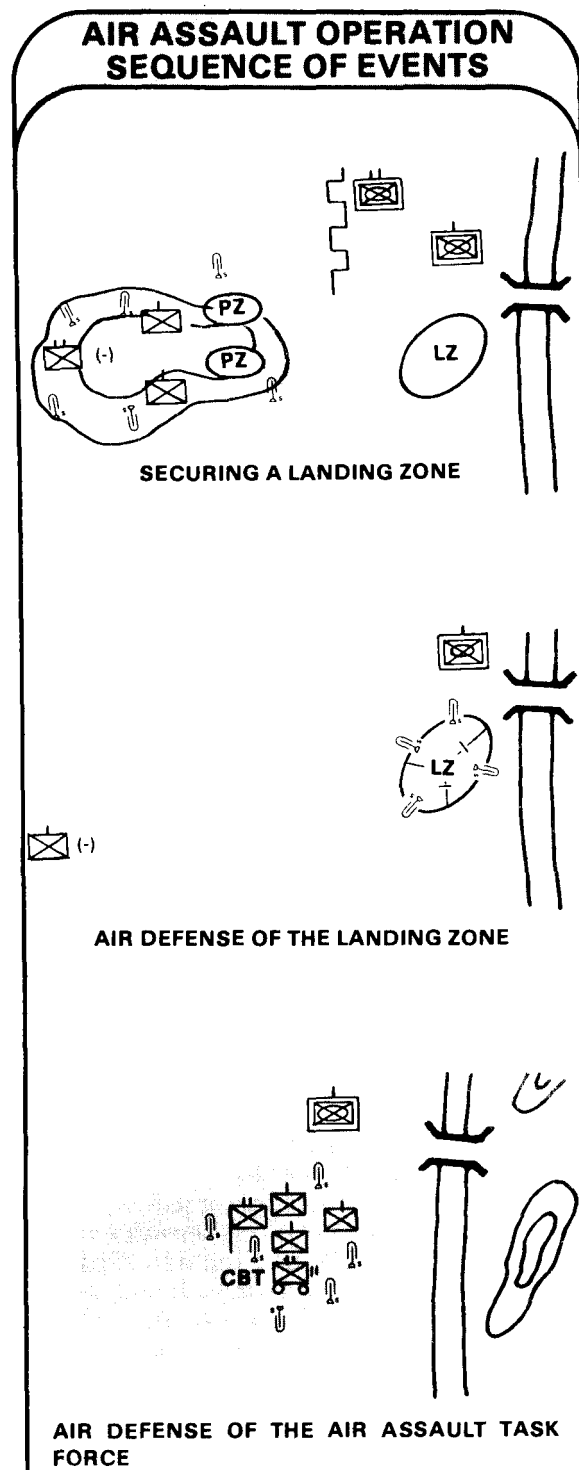 AIR ASSAULT OPERATION
SEQUENCE OF EVENTS
PZ
(-)
PZ
LZ
SECURING A LANDING ZONE
LZ
(-)
AIR DEFENSE OF THE LANDING ZONE
CBT
AIR DEFENSE OF THE AIR ASSAULT TASK
FORCE